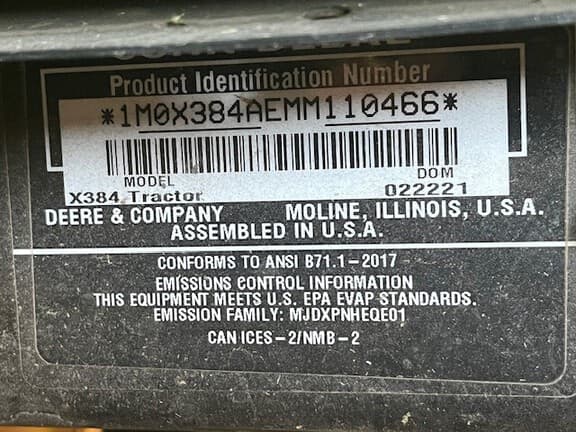 Product Identification Number
*1M0X384AEMM110466*
MODEL DOM
X384 Tractor 022221
DEERE & COMPANY MOLINE, ILLINOIS, U.S.A.
ASSEMBLED IN U.S.A.
CONFORMS TO ANSI B71.1-2017
EMISSIONS CONTROL INFORMATION
THIS EQUIPMENT MEETS U.S. EPA EVAP STANDARDS.
EMISSION FAMILY: MJDXPNHEQE01
CAN ICES-2/NMB-2